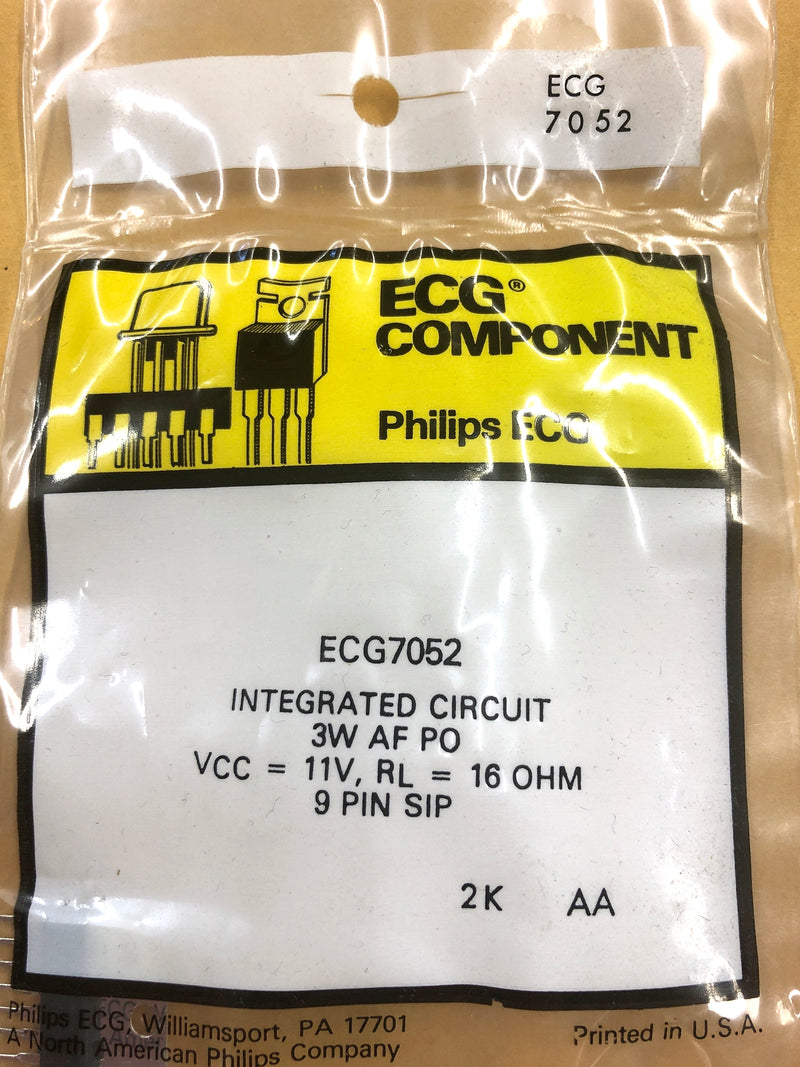 ECG
7052
ECG®
COMPONENT
Philips ECG
ECG7052
INTEGRATED CIRCUIT
3W AF PO
VCC = 11V, RL = 16 OHM
9 PIN SIP
2K AA
Philips ECG, Williamsport, PA 17701
A North American Philips Company
Printed in U.S.A.